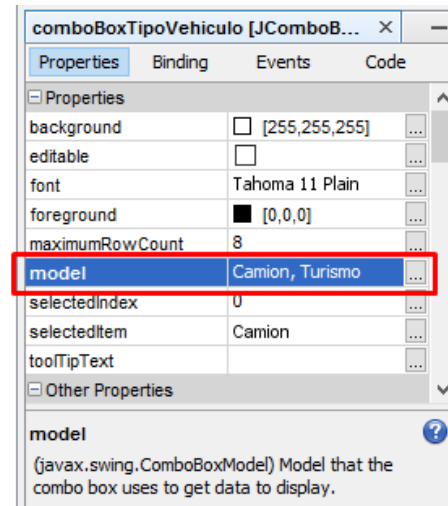 comboBoxTipoVehiculo [JComboB... ×
Properties Binding Events Code
Properties
background [255,255,255] ...
editable ...
font Tahoma 11 Plain ...
foreground [0,0,0] ...
maximumRowCount 8 ...
model Camion, Turismo ...
selectedIndex 0 ...
selectedItem Camion ...
toolTipText ...
Other Properties
model ?
(javax.swing.ComboBoxModel) Model that the
combo box uses to get data to display.